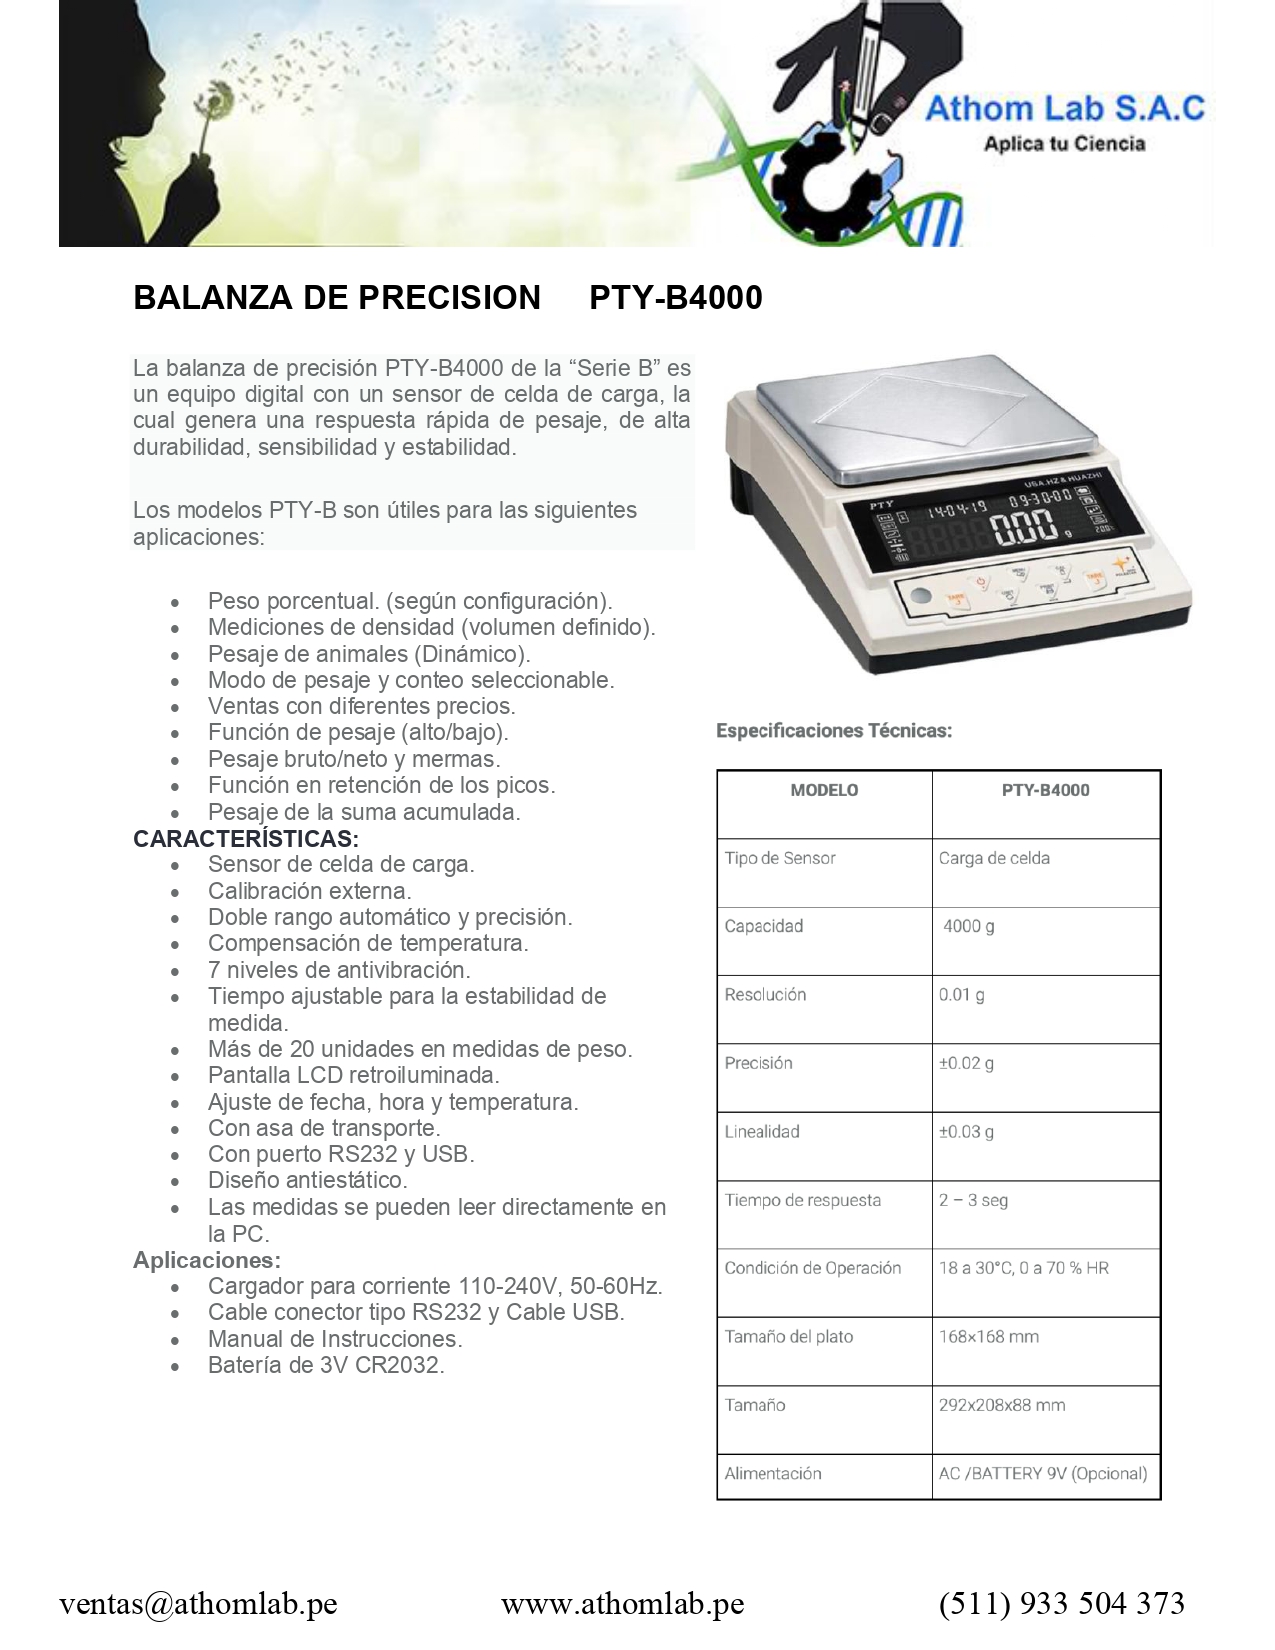 Athom Lab S.A.C
Aplica tu Ciencia
BALANZA DE PRECISION PTY-B4000
La balanza de precisión PTY-B4000 de la “Serie B” es
un equipo digital con un sensor de celda de carga, la
cual genera una respuesta rápida de pesaje, de alta
durabilidad, sensibilidad y estabilidad.
Los modelos PTY-B son útiles para las siguientes
aplicaciones:
• Peso porcentual. (según configuración).
• Mediciones de densidad (volumen definido).
• Pesaje de animales (Dinámico).
• Modo de pesaje y conteo seleccionable.
• Ventas con diferentes precios.
• Función de pesaje (alto/bajo).
• Pesaje bruto/neto y mermas.
• Función en retención de los picos.
• Pesaje de la suma acumulada.
CARACTERÍSTICAS:
• Sensor de celda de carga.
• Calibración externa.
• Doble rango automático y precisión.
• Compensación de temperatura.
• 7 niveles de antivibración.
• Tiempo ajustable para la estabilidad de
medida.
• Más de 20 unidades en medidas de peso.
• Pantalla LCD retroiluminada.
• Ajuste de fecha, hora y temperatura.
• Con asa de transporte.
• Con puerto RS232 y USB.
• Diseño antiestático.
• Las medidas se pueden leer directamente en
la PC.
Aplicaciones:
• Cargador para corriente 110-240V, 50-60Hz.
• Cable conector tipo RS232 y Cable USB.
• Manual de Instrucciones.
• Batería de 3V CR2032.
USA.HZ & HUAZHI
PTY
14-04-19 09-30-00
0.00 g
Especificaciones Técnicas:
MODELO PTY-B4000
Tipo de Sensor Carga de celda
Capacidad 4000 g
Resolución 0.01 g
Precisión ±0.02 g
Linealidad ±0.03 g
Tiempo de respuesta 2 – 3 seg
Condición de Operación 18 a 30°C, 0 a 70 % HR
Tamaño del plato 168×168 mm
Tamaño 292x208x88 mm
Alimentación AC /BATTERY 9V (Opcional)
ventas@athomlab.pe www.athomlab.pe (511) 933 504 373